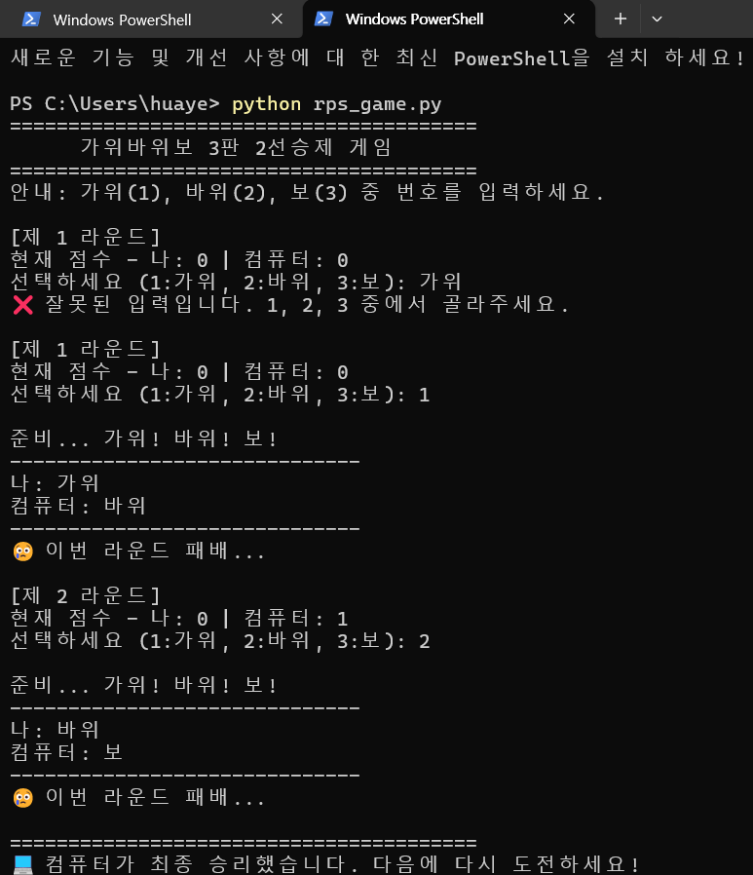 Windows PowerShell
Windows PowerShell
새로운 기능 및 개선 사항에 대 한 최신 PowerShell을 설치 하세요!
PS C:\Users\huaye> python rps_game.py
========================================
가위바위보 3판 2선승제 게임
========================================
안내: 가위(1), 바위(2), 보(3) 중 번호를 입력하세요.
[제 1 라운드]
현재 점수 - 나: 0 | 컴퓨터: 0
선택하세요 (1:가위, 2:바위, 3:보): 가위
❌ 잘못된 입력입니다. 1, 2, 3 중에서 골라주세요.
[제 1 라운드]
현재 점수 - 나: 0 | 컴퓨터: 0
선택하세요 (1:가위, 2:바위, 3:보): 1
준비... 가위! 바위! 보!
------------------------------
나: 가위
컴퓨터: 바위
------------------------------
😢 이번 라운드 패배...
[제 2 라운드]
현재 점수 - 나: 0 | 컴퓨터: 1
선택하세요 (1:가위, 2:바위, 3:보): 2
준비... 가위! 바위! 보!
------------------------------
나: 바위
컴퓨터: 보
------------------------------
😢 이번 라운드 패배...
========================================
💻 컴퓨터가 최종 승리했습니다. 다음에 다시 도전하세요!